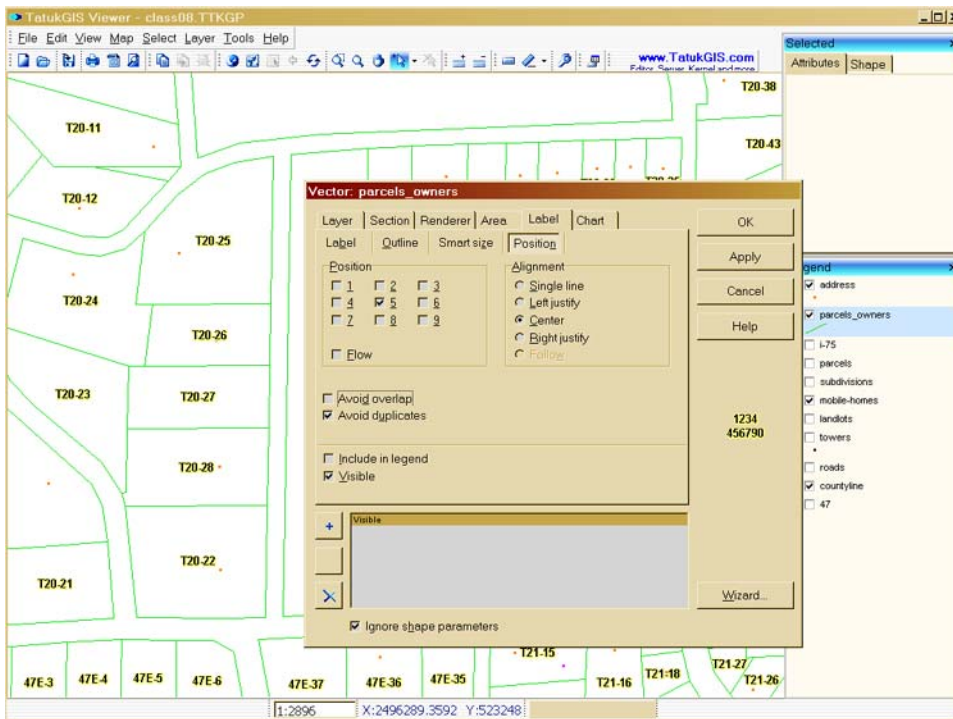 TatukGIS Viewer - class08.TTKGP
File Edit View Map Select Layer Tools Help
www.TatukGIS.com
Editor, Server, Kernel and more
Selected
Attributes Shape
T20-38
T20-11
T20-43
T20-12
T20-25
T20-24
T20-26
T20-23
T20-27
T20-28
T20-22
T20-21
47E-3
47E-4
47E-5
47E-6
47E-37
47E-36
47E-35
T21-15
T21-16
T21-18
T21-27
T21-26
Vector: parcels_owners
Layer Section Renderer Area Label Chart
Label Outline Smart size Position
Position
1 2 3
4 5 6
7 8 9
Flow
Alignment
Single line
Left justify
Center
Right justify
Follow
Avoid overlap
Avoid duplicates
Include in legend
Visible
Visible
Ignore shape parameters
OK
Apply
Cancel
Help
1234
456790
Wizard...
gend
address
parcels_owners
i-75
parcels
subdivisions
mobile-homes
landlots
towers
roads
countyline
47
1:2896
X:2496289.3592 Y:523248